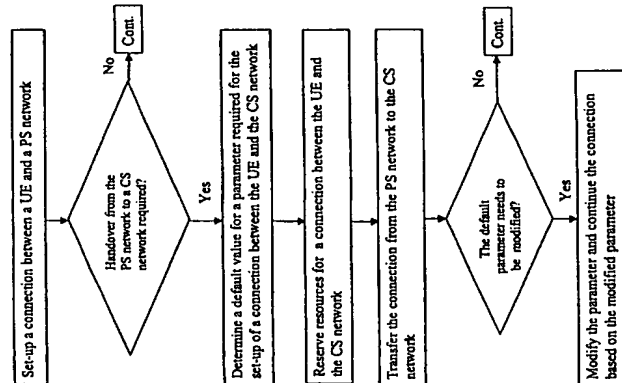 Set-up a connection between a UE and a PS network
Handover from the
PS network to a CS
network required?
No
Cont.
Yes
Determine a default value for a parameter required for the
set-up of a connection between the UE and the CS network
Reserve resources for a connection between the UE and
the CS network
Transfer the connection from the PS network to the CS
network
The default
parameter needs to
be modified?
No
Cont.
Yes
Modify the parameter and continue the connection
based on the modified parameter